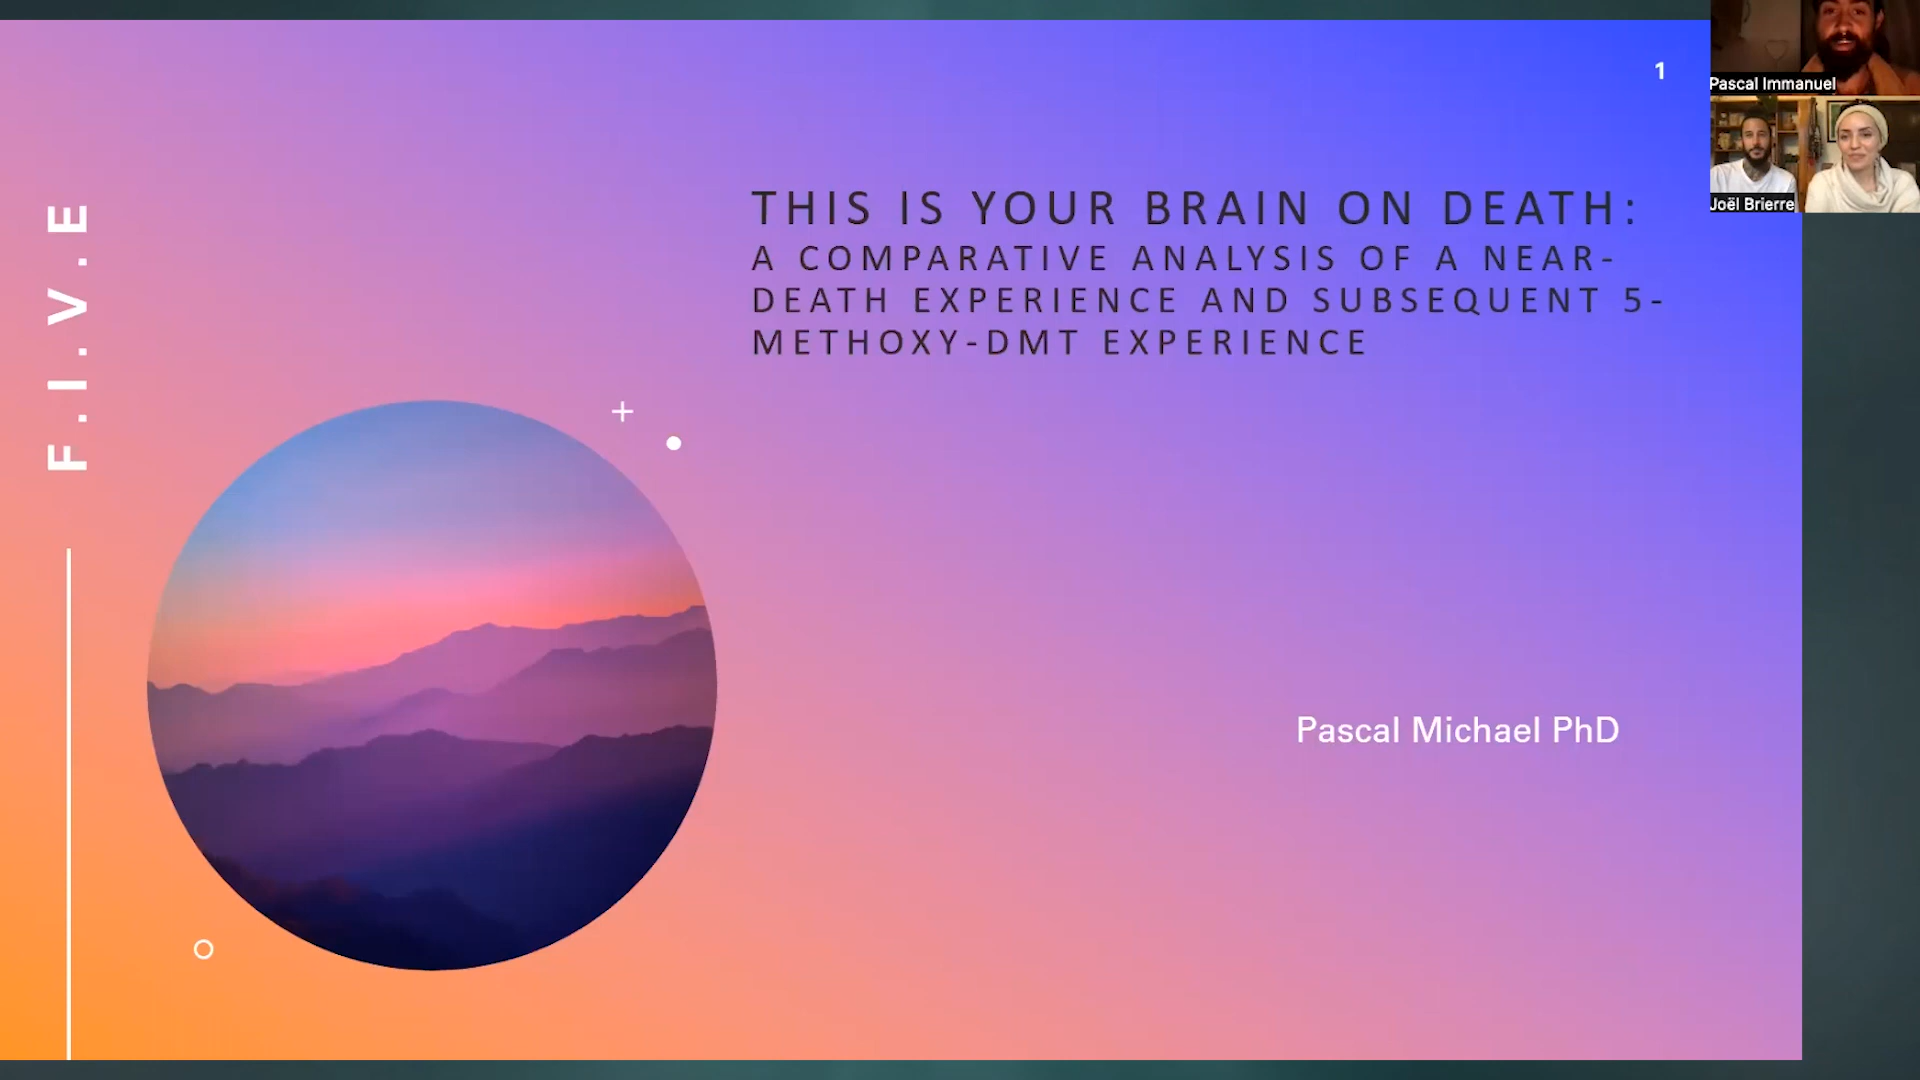 1
Pascal Immanuel
Joël Brierre
F.I.V.E
THIS IS YOUR BRAIN ON DEATH:
A COMPARATIVE ANALYSIS OF A NEAR-
DEATH EXPERIENCE AND SUBSEQUENT 5-
METHOXY-DMT EXPERIENCE
Pascal Michael PhD